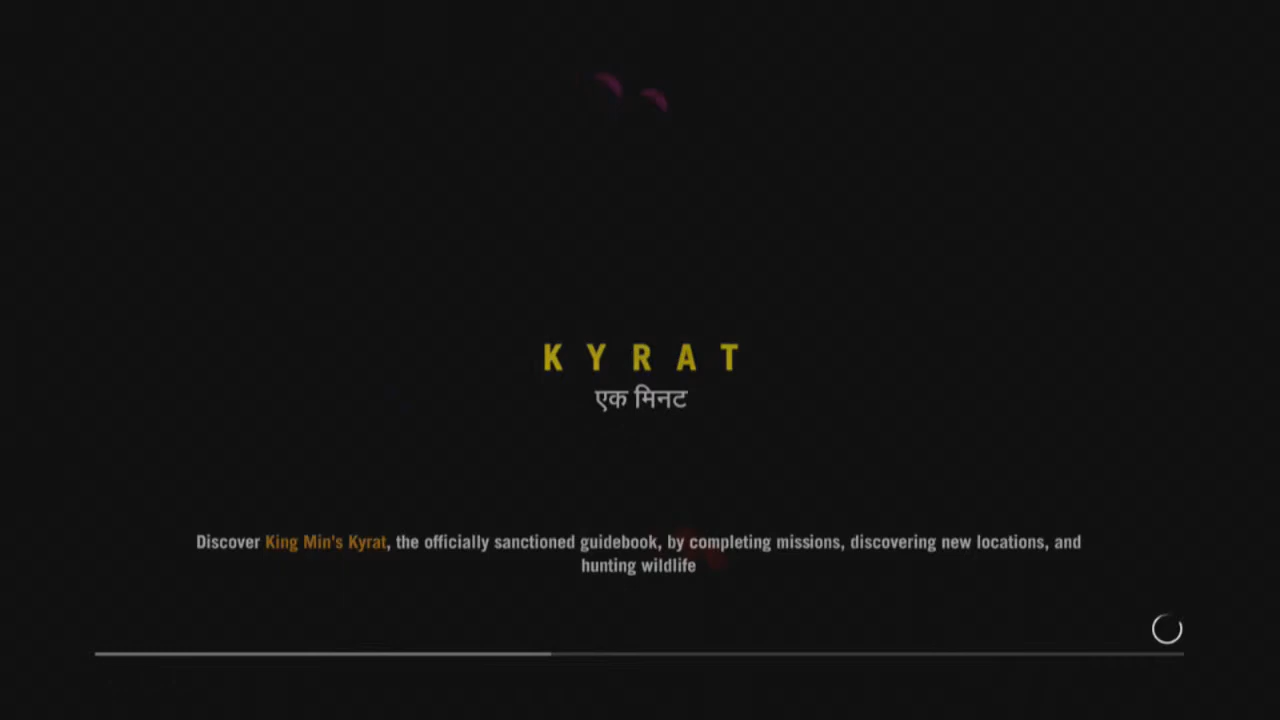 KYRAT
एक मिनट
Discover King Min's Kyrat, the officially sanctioned guidebook, by completing missions, discovering new locations, and
hunting wildlife